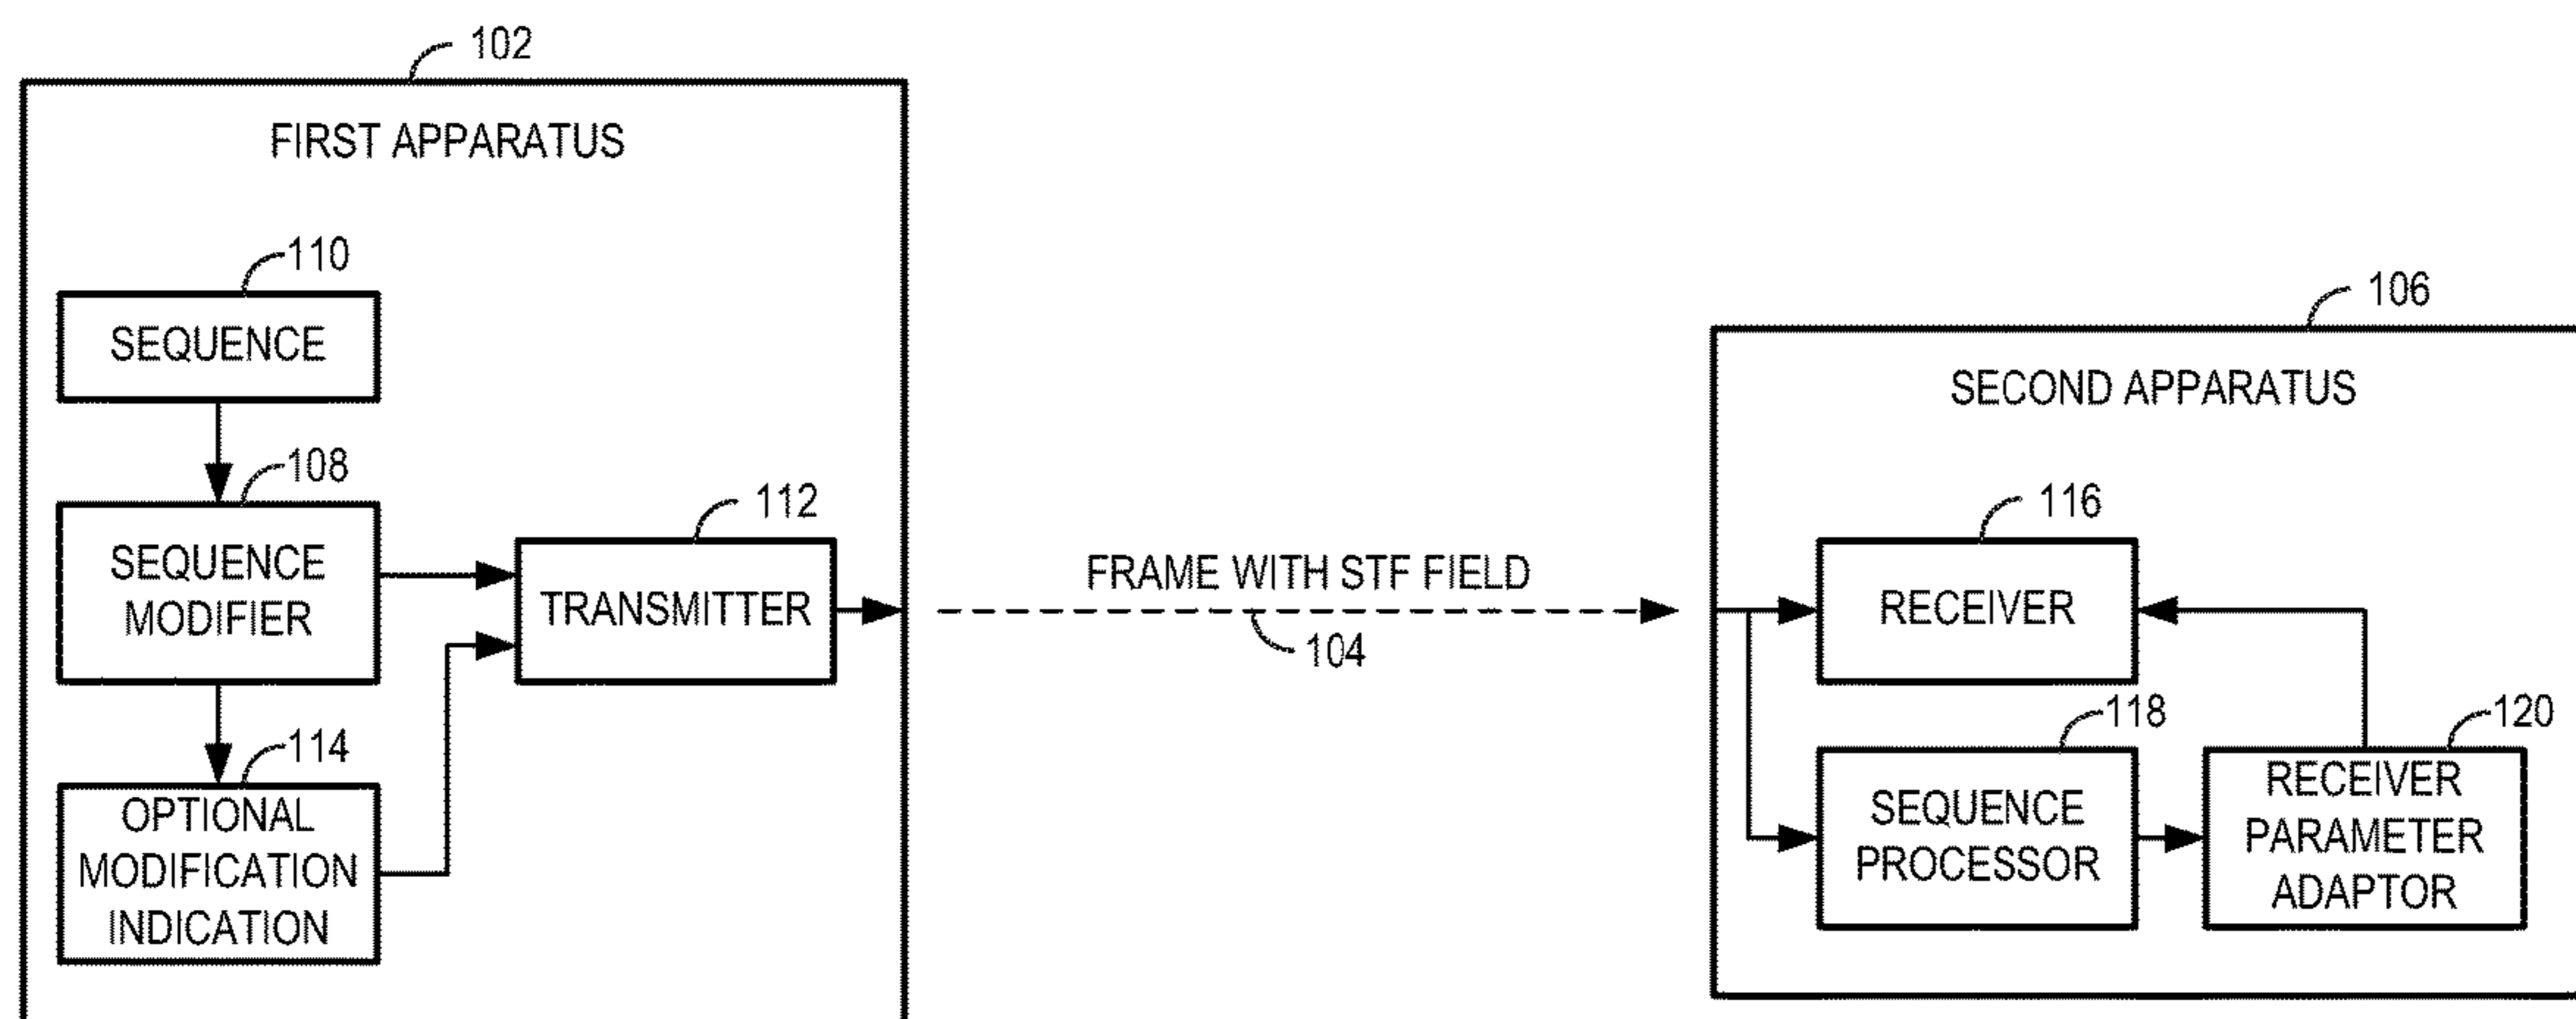 102
FIRST APPARATUS
110
SEQUENCE
108
SEQUENCE
MODIFIER
112
TRANSMITTER
114
OPTIONAL
MODIFICATION
INDICATION
FRAME WITH STF FIELD
104
106
SECOND APPARATUS
116
RECEIVER
118
SEQUENCE
PROCESSOR
120
RECEIVER
PARAMETER
ADAPTOR